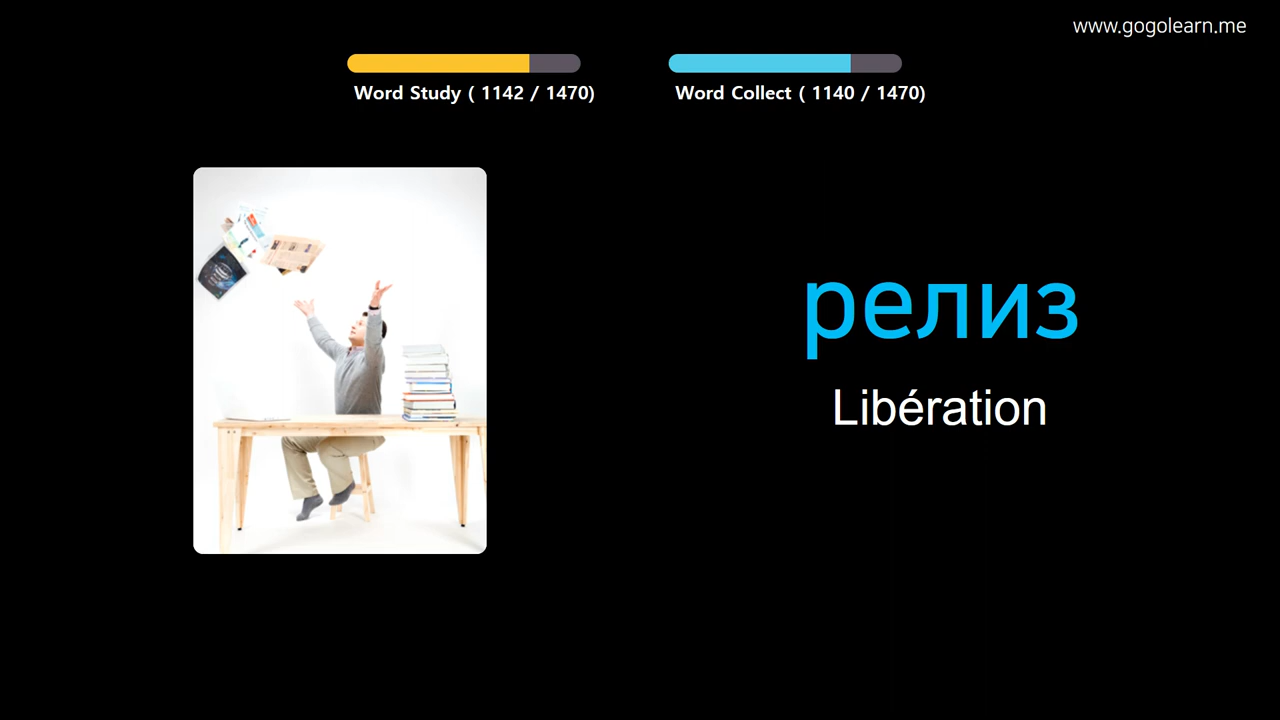 www.gogolearn.me
Word Study ( 1142 / 1470)
Word Collect ( 1140 / 1470)
релиз
Libération